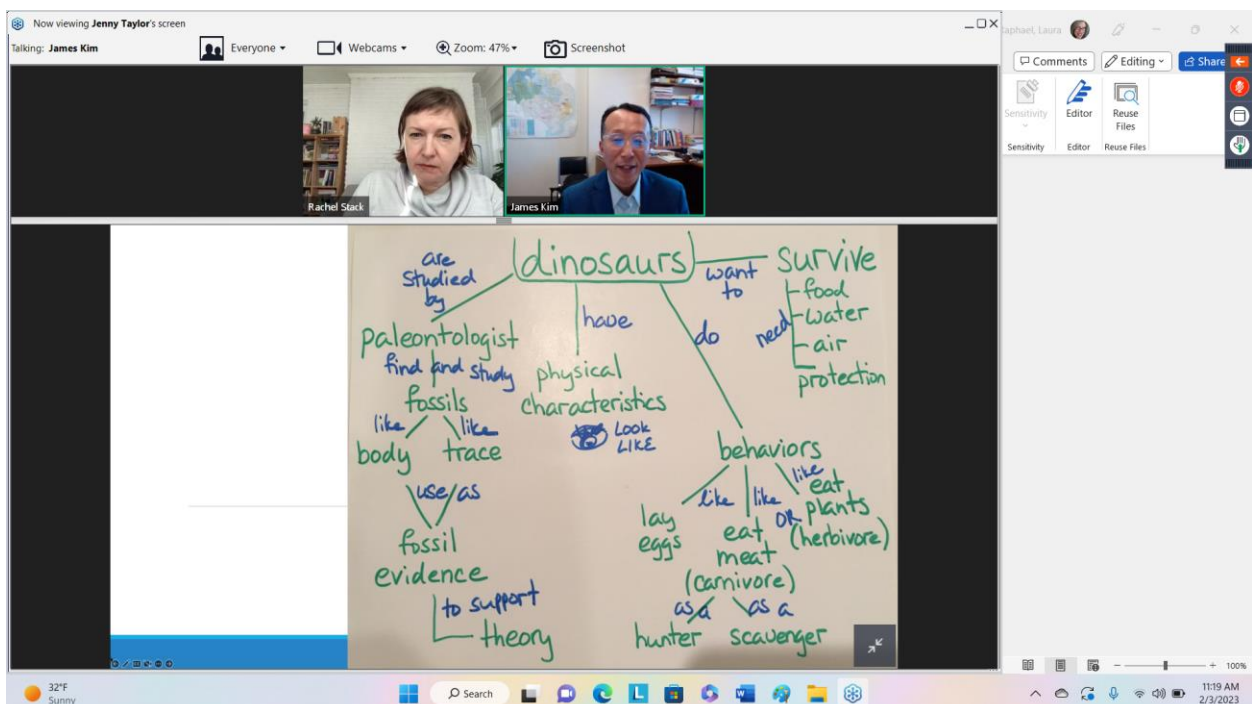 Now viewing Jenny Taylor's screen
Talking: James Kim
Everyone
Webcams
Zoom: 47%
Screenshot
Raphael, Laura
Comments
Editing
Share
Sensitivity
Editor
Reuse
Files
Sensitivity
Editor
Reuse Files
Rachel Stack
James Kim
dinosaurs
are
studied
by
paleontologist
find and study
fossils
like
like
body
trace
use/as
fossil
evidence
to support
theory
have
physical
characteristics
LOOK
LIKE
want
to
survive
need
food
water
air
protection
do
behaviors
like
like
like
lay
eggs
eat
meat
(carnivore)
OR
eat
plants
(herbivore)
as a
as a
hunter
scavenger
100%
32°F
Sunny
Search
11:19 AM
2/3/2023